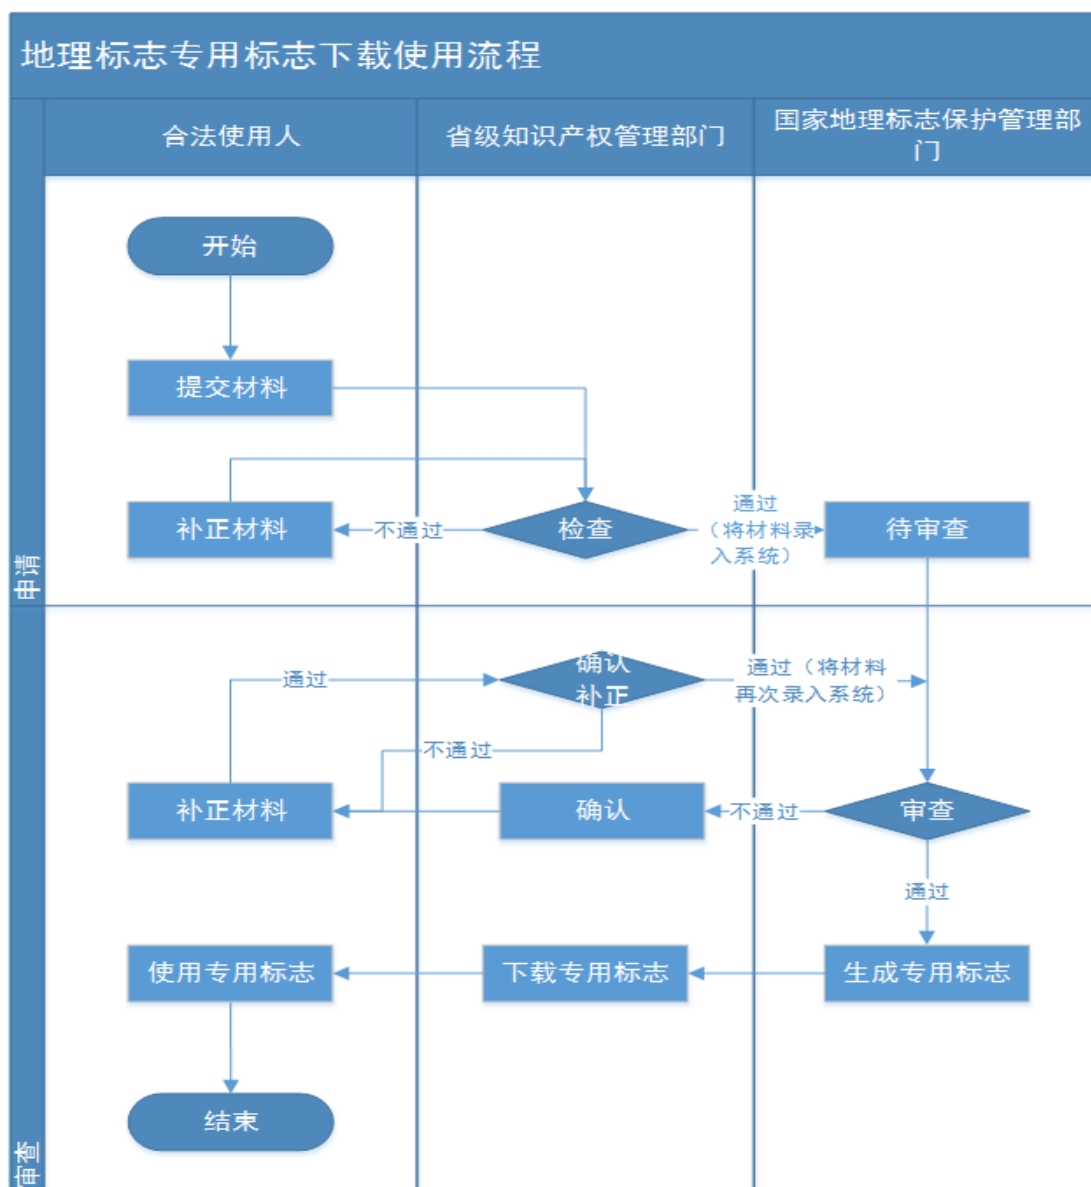 地理标志专用标志下载使用流程
合法使用人
省级知识产权管理部门
国家地理标志保护管理部
门
开始
提交材料
补正材料
不通过
检查
通过
（将材料录
入系统）
待审查
申请
通过
确认
补正
通过（将材料
再次录入系统）
不通过
补正材料
确认
不通过
审查
通过
使用专用标志
下载专用标志
生成专用标志
结束
审查